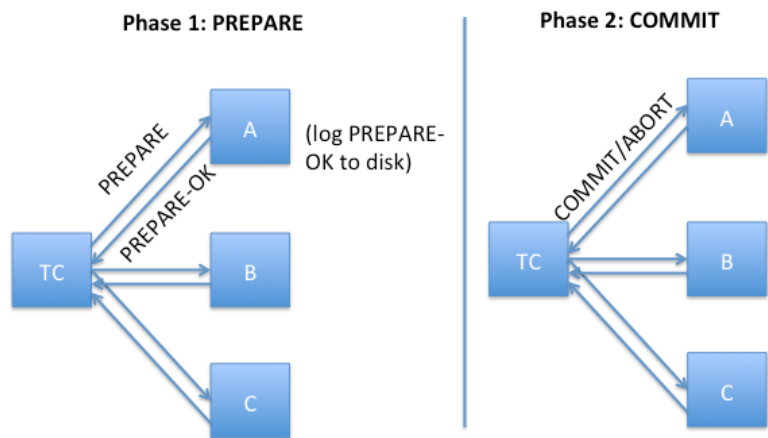 Phase 1: PREPARE
A
(log PREPARE-
OK to disk)
PREPARE
PREPARE-OK
TC
B
C
Phase 2: COMMIT
A
COMMIT/ABORT
TC
B
C